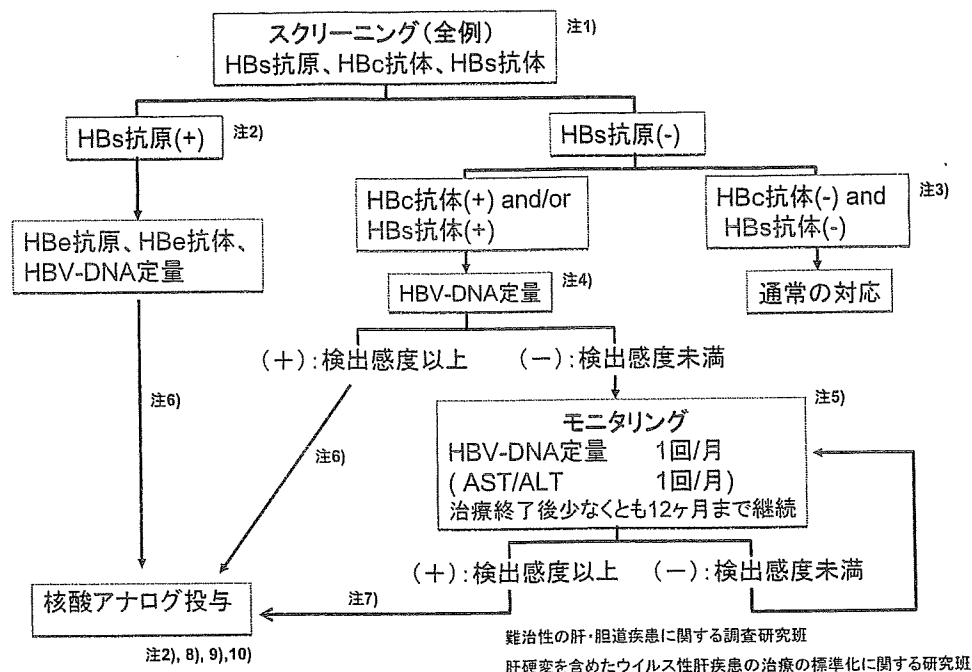 スクリーニング(全例)
HBs抗原、HBc抗体、HBs抗体
注1)
HBs抗原(+)
注2)
HBs抗原(-)
HBc抗体(+) and/or
HBs抗体(+)
HBc抗体(-) and
HBs抗体(-)
注3)
HBe抗原、HBe抗体、
HBV-DNA定量
HBV-DNA定量
注4)
通常の対応
(+):検出感度以上
(-):検出感度未満
注5)
注6)
注6)
モニタリング
HBV-DNA定量 1回/月
( AST/ALT 1回/月)
治療終了後少なくとも12ヶ月まで継続
(+):検出感度以上
(-):検出感度未満
核酸アナログ投与
注7)
注2), 8), 9),10)
難治性の肝・胆道疾患に関する調査研究班
肝硬変を含めたウイルス性肝疾患の治療の標準化に関する研究班